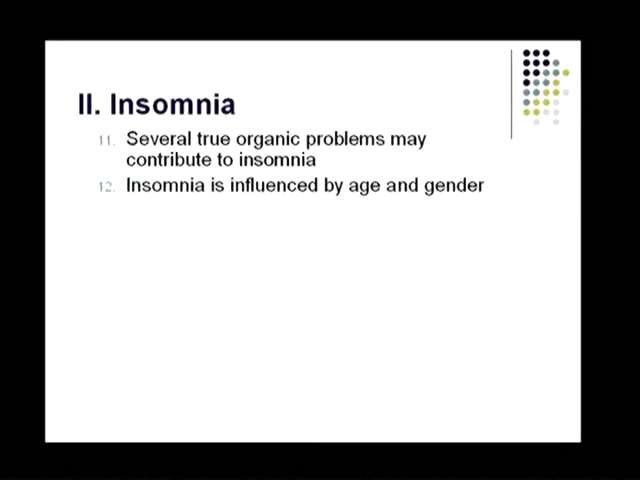 II. Insomnia
11. Several true organic problems may
contribute to insomnia
12. Insomnia is influenced by age and gender